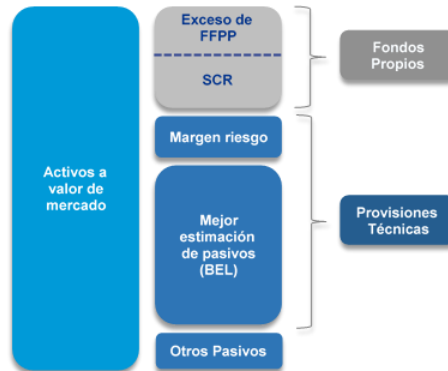 Exceso de
FFPP
SCR
Fondos
Propios
Margen riesgo
Activos a
valor de
mercado
Mejor
estimación
de pasivos
(BEL)
Provisiones
Técnicas
Otros Pasivos